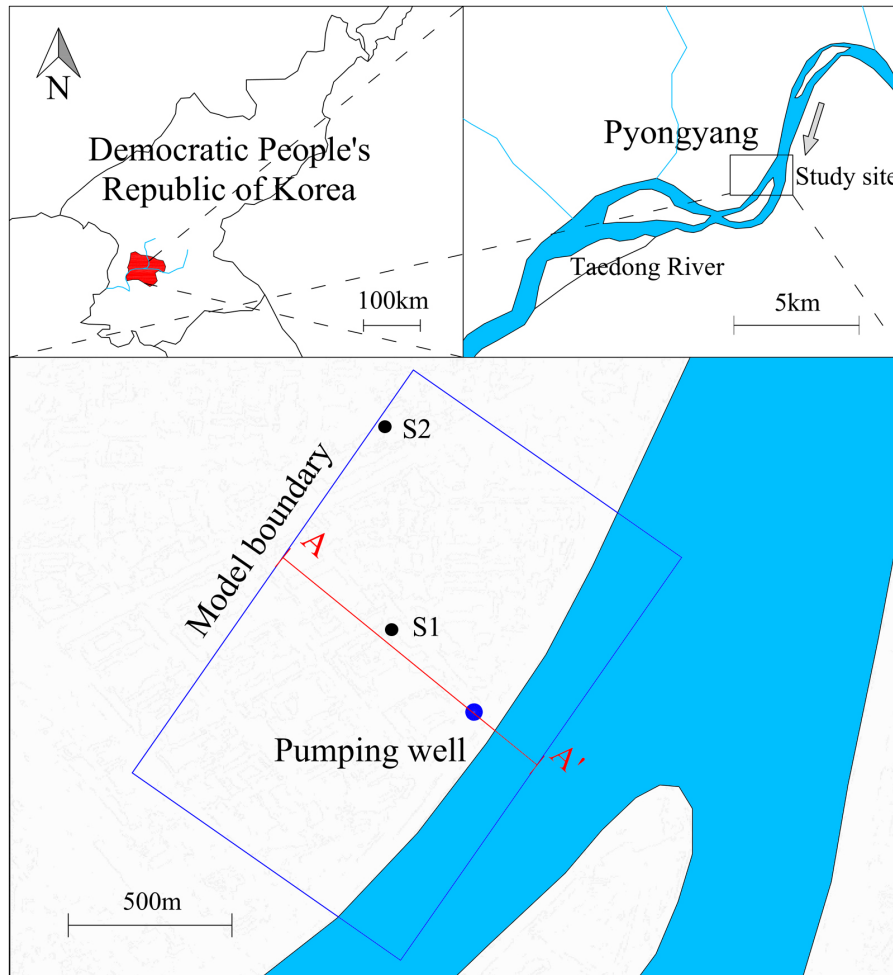 N
Democratic People's
Republic of Korea
100km
Pyongyang
Study site
Taedong River
5km
S2
Model boundary
A
S1
Pumping well
A'
500m